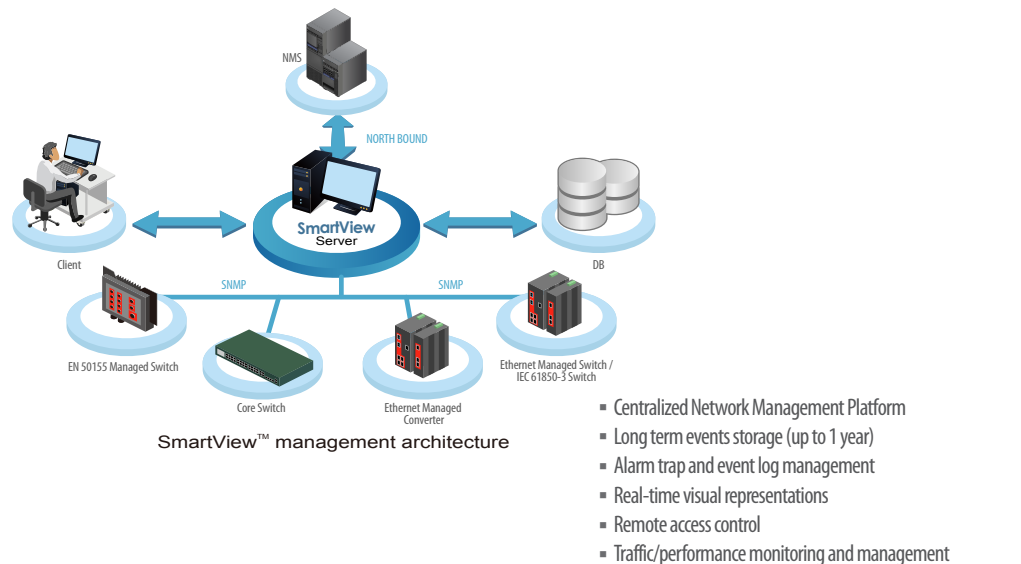 NMS
NORTH BOUND
SmartView
Server
Client
DB
SNMP
SNMP
EN 50155 Managed Switch
Core Switch
Ethernet Managed
Converter
Ethernet Managed Switch /
IEC 61850-3 Switch
SmartView™ management architecture
▪ Centralized Network Management Platform
▪ Long term events storage (up to 1 year)
▪ Alarm trap and event log management
▪ Real-time visual representations
▪ Remote access control
▪ Traffic/performance monitoring and management